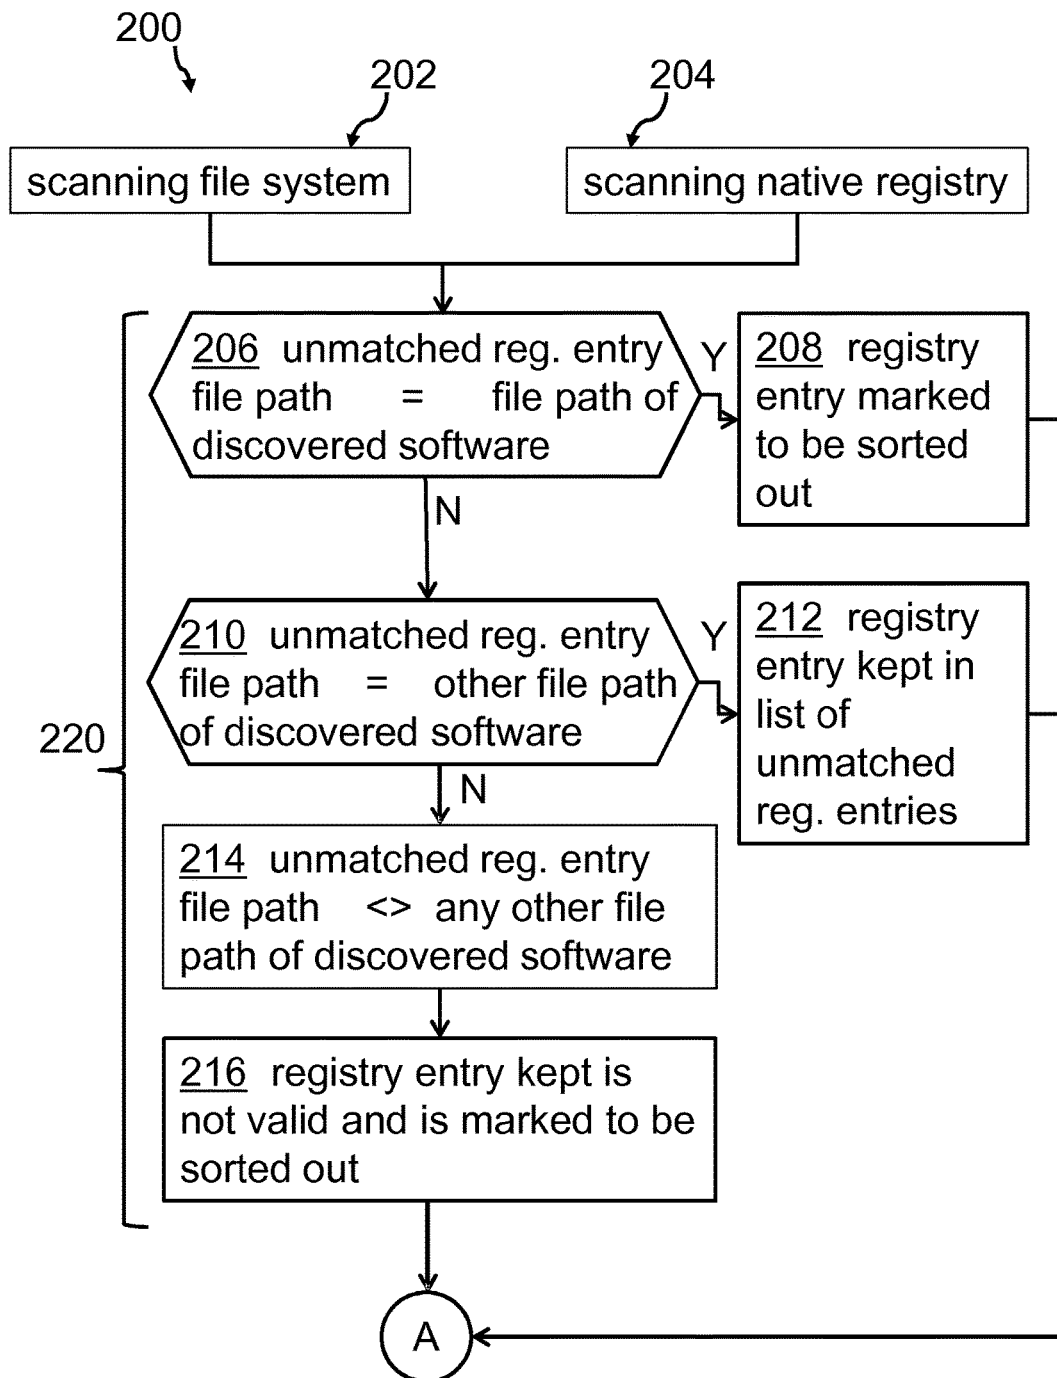 200
202
204
scanning file system
scanning native registry
206 unmatched reg. entry
file path = file path of
discovered software
Y
208 registry
entry marked
to be sorted
out
N
210 unmatched reg. entry
file path = other file path
of discovered software
Y
212 registry
entry kept in
list of
unmatched
reg. entries
220
N
214 unmatched reg. entry
file path <> any other file
path of discovered software
216 registry entry kept is
not valid and is marked to be
sorted out
A